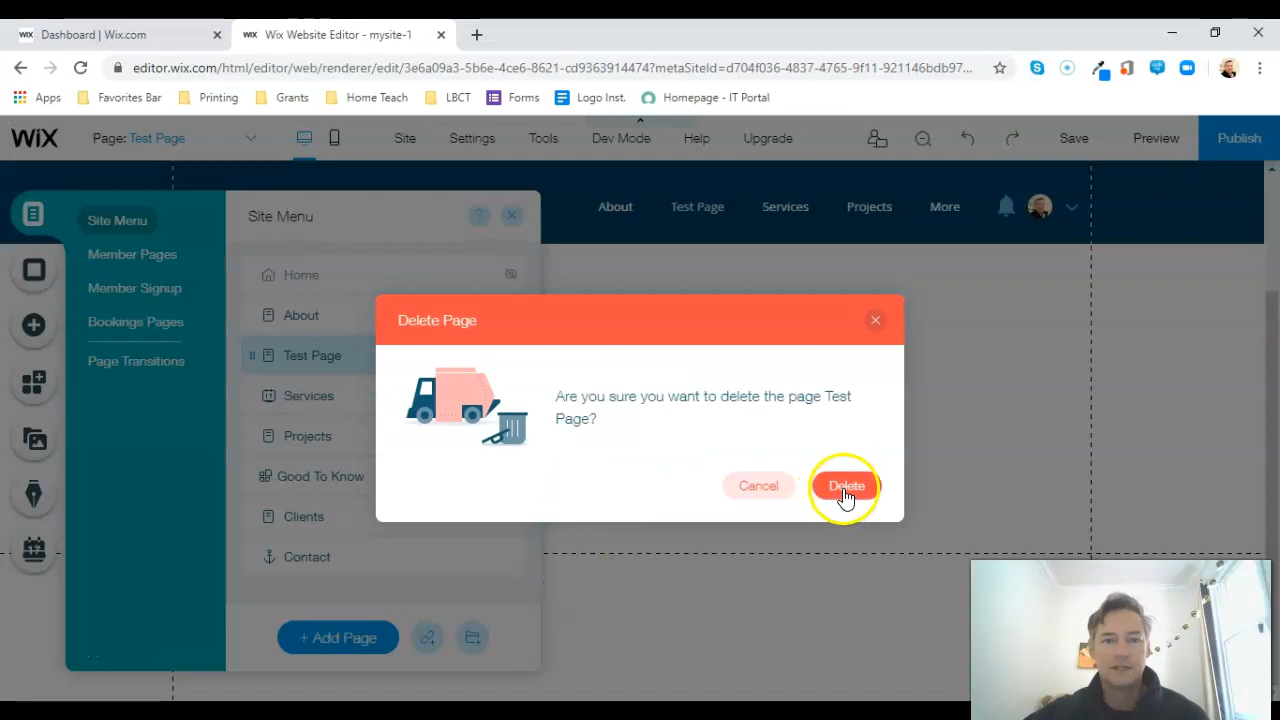 WiX Dashboard | Wix.com
WiX Wix Website Editor - mysite-1
editor.wix.com/html/editor/web/renderer/edit/3e6a09a3-5b6e-4ce6-8621-cd9363914474?metaSiteId=d704f036-4837-4765-9f11-921146bdb97...
Apps Favorites Bar Printing Grants Home Teach LBCT Forms Logo Inst. Homepage - IT Portal
WiX Page: Test Page Site Settings Tools Dev Mode Help Upgrade Save Preview Publish
About Test Page Services Projects More
Site Menu
Member Pages
Member Signup
Bookings Pages
Page Transitions
Site Menu ?
Home
About
Test Page
Services
Projects
Good To Know
Clients
Contact
+ Add Page
Delete Page
Are you sure you want to delete the page Test
Page?
Cancel Delete